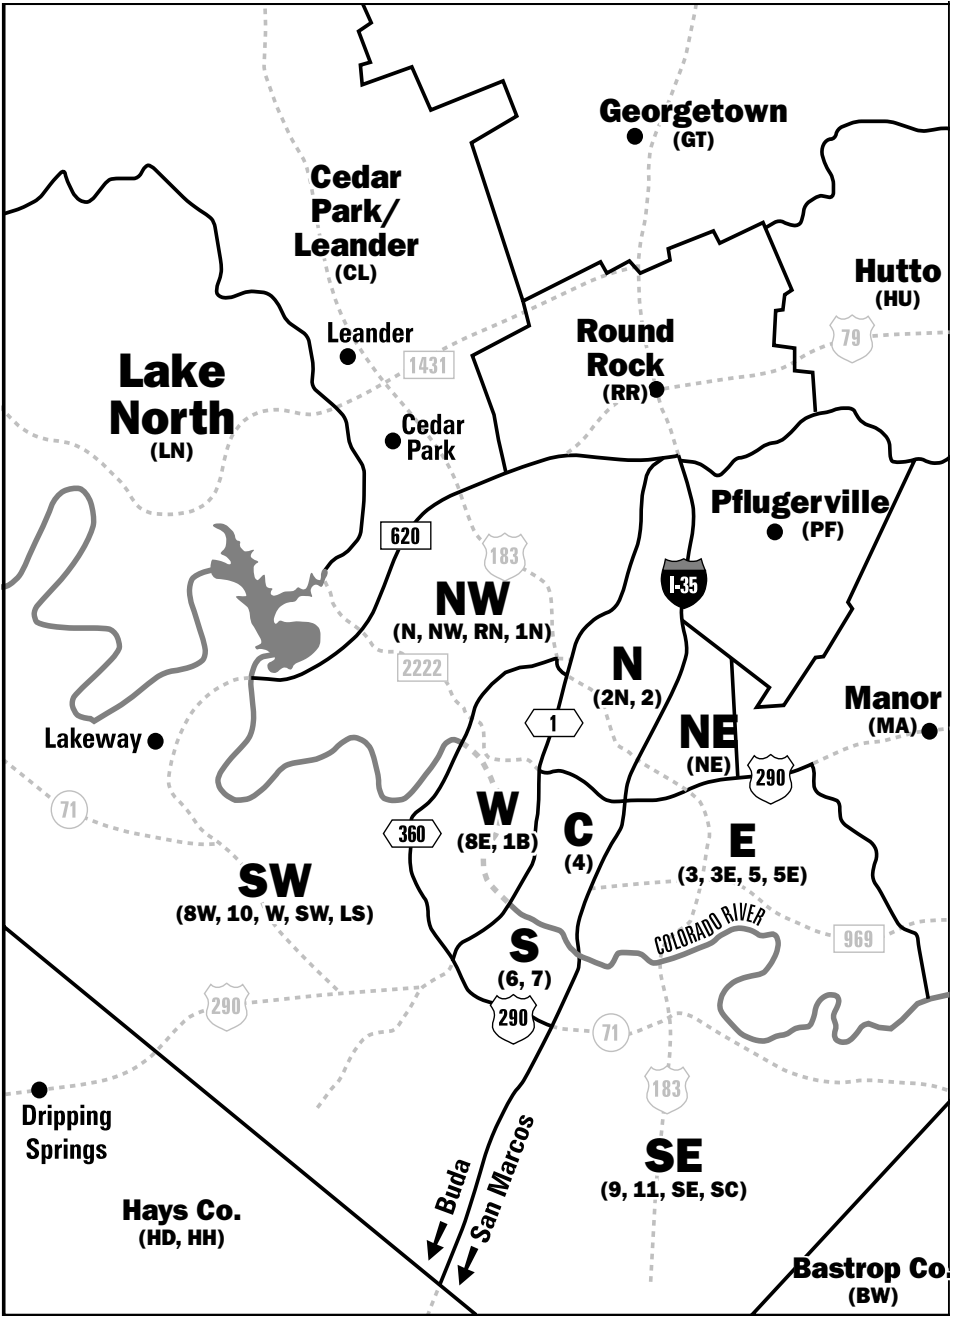 Georgetown
(GT)
Cedar
Park/
Leander
(CL)
Hutto
(HU)
Leander
Round
Rock
(RR)
79
1431
Lake
North
(LN)
Cedar
Park
Pflugerville
(PF)
620
183
I-35
NW
(N, NW, RN, 1N)
2222
N
(2N, 2)
Manor
(MA)
1
NE
(NE)
Lakeway
290
71
360
W
(8E, 1B)
C
(4)
E
(3, 3E, 5, 5E)
SW
(8W, 10, W, SW, LS)
COLORADO RIVER
969
S
(6, 7)
290
290
71
183
Dripping
Springs
SE
(9, 11, SE, SC)
Buda
San Marcos
Hays Co.
(HD, HH)
Bastrop Co.
(BW)